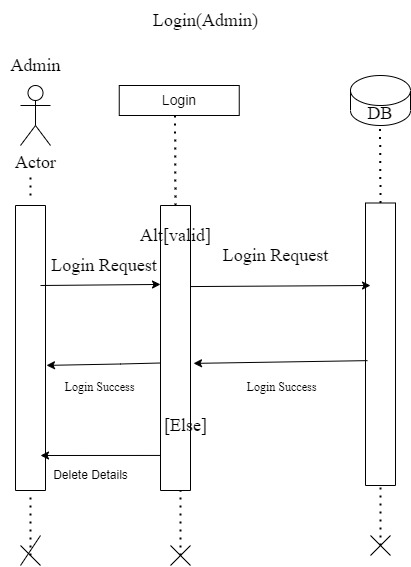 Login(Admin)
Admin
Login
DB
Actor
Alt[valid]
Login Request
Login Request
Login Success
Login Success
[Else]
Delete Details